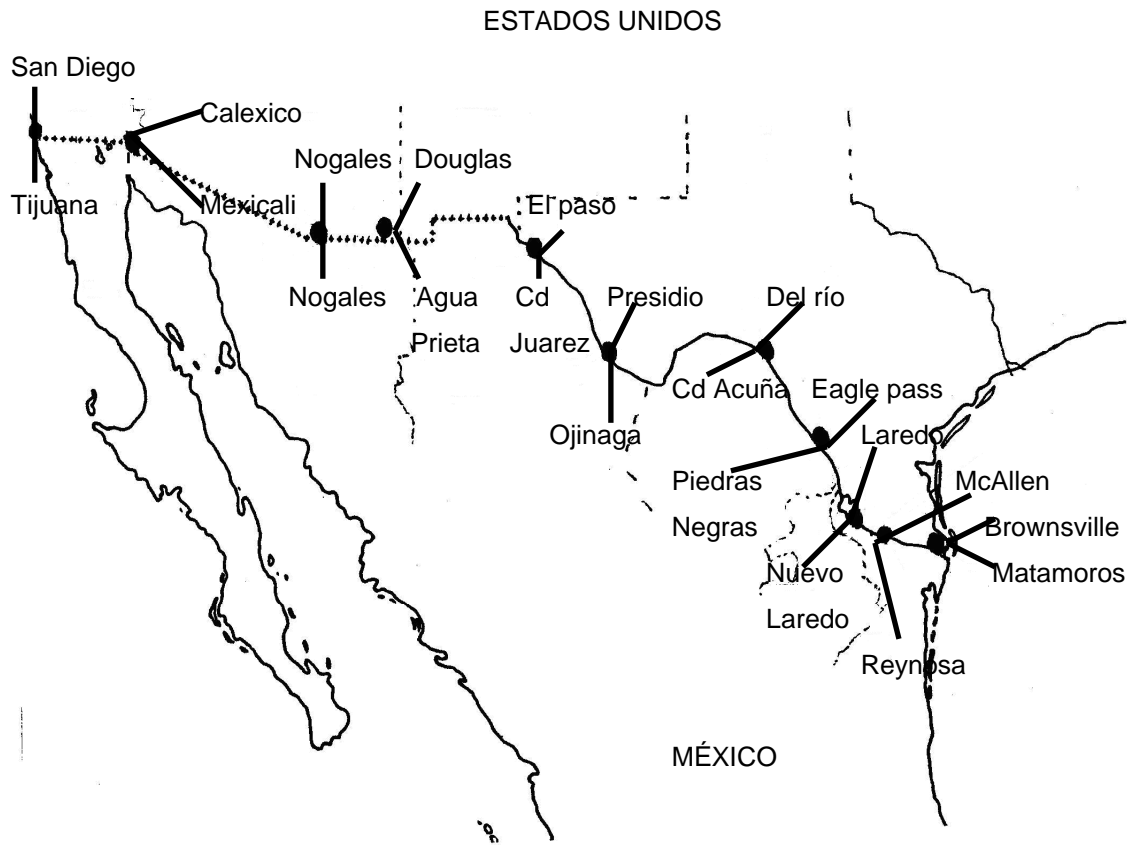 ESTADOS UNIDOS
San Diego
Calexico
Nogales
Douglas
Tijuana
Mexicali
El paso
Nogales
Agua
Prieta
Cd
Juarez
Presidio
Del río
Cd Acuña
Eagle pass
Ojinaga
Laredo
Piedras
Negras
McAllen
Brownsville
Nuevo
Laredo
Matamoros
Reynosa
MÉXICO